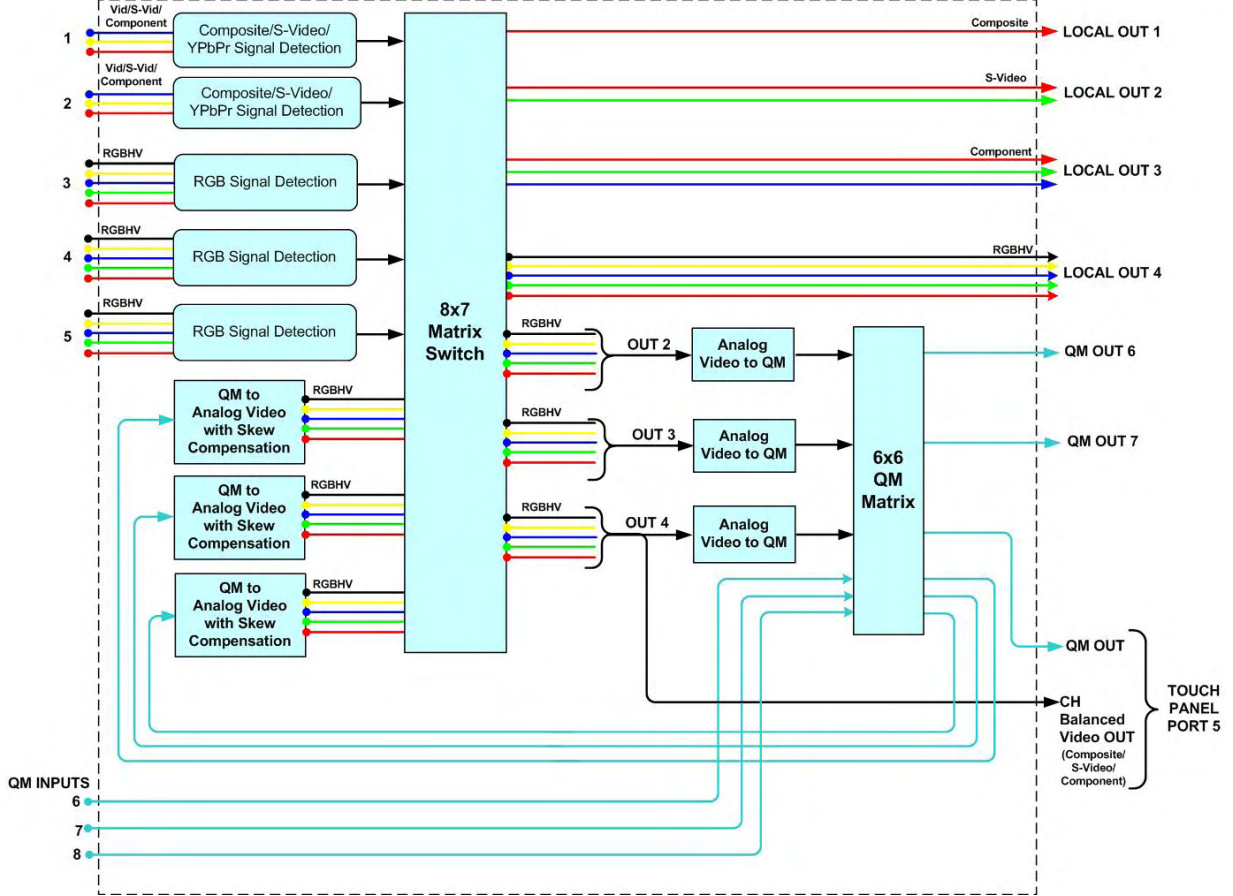 Vid/S-Vid/
Component
1
Composite/S-Video/
YPbPr Signal Detection
Composite
LOCAL OUT 1
Vid/S-Vid/
Component
2
Composite/S-Video/
YPbPr Signal Detection
S-Video
LOCAL OUT 2
RGBHV
3
RGB Signal Detection
Component
LOCAL OUT 3
RGBHV
4
RGB Signal Detection
RGBHV
LOCAL OUT 4
RGBHV
5
RGB Signal Detection
8x7
Matrix
Switch
RGBHV
OUT 2
Analog
Video to QM
QM OUT 6
QM to
Analog Video
with Skew
Compensation
RGBHV
RGBHV
OUT 3
Analog
Video to QM
QM OUT 7
6x6
QM
Matrix
QM to
Analog Video
with Skew
Compensation
RGBHV
RGBHV
OUT 4
Analog
Video to QM
QM to
Analog Video
with Skew
Compensation
RGBHV
QM OUT
CH
Balanced
Video OUT
(Composite/
S-Video/
Component)
TOUCH
PANEL
PORT 5
QM INPUTS
6
7
8